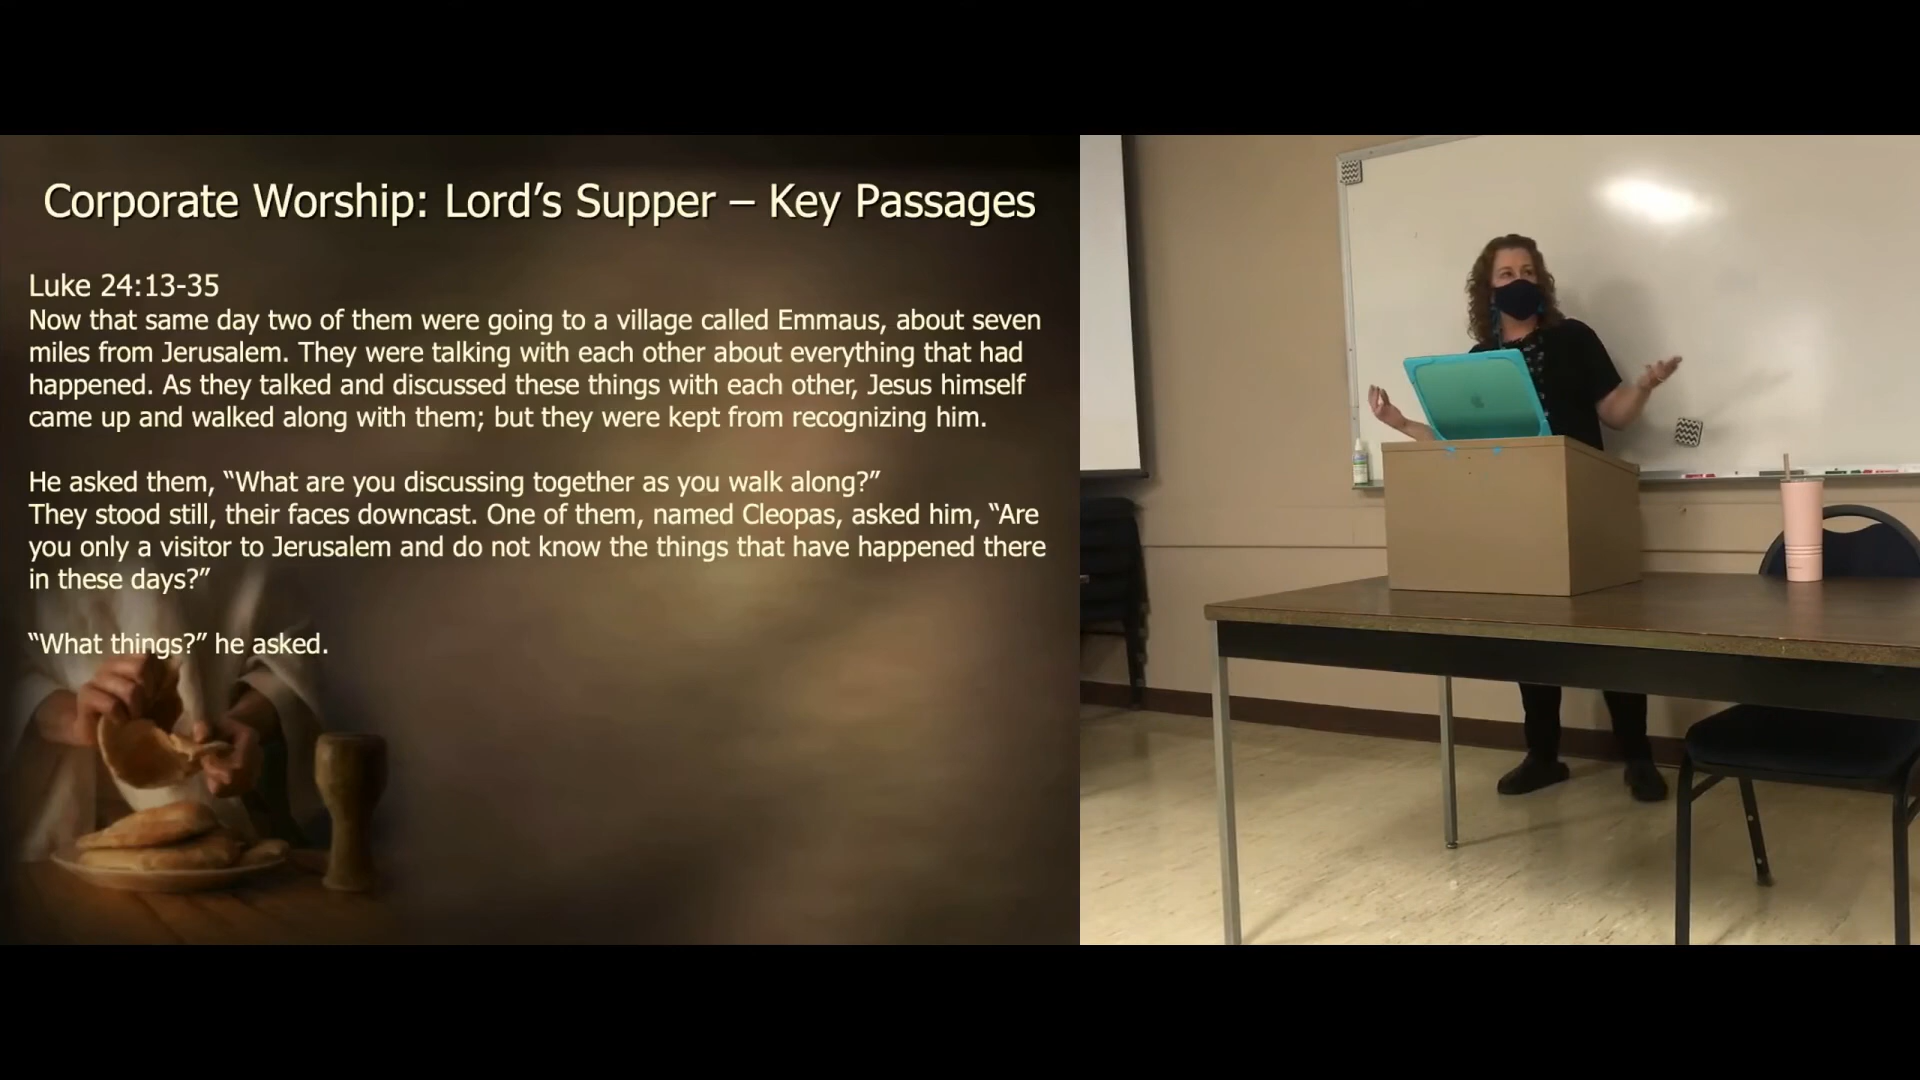 Corporate Worship: Lord’s Supper – Key Passages
Luke 24:13-35
Now that same day two of them were going to a village called Emmaus, about seven
miles from Jerusalem. They were talking with each other about everything that had
happened. As they talked and discussed these things with each other, Jesus himself
came up and walked along with them; but they were kept from recognizing him.
He asked them, “What are you discussing together as you walk along?”
They stood still, their faces downcast. One of them, named Cleopas, asked him, “Are
you only a visitor to Jerusalem and do not know the things that have happened there
in these days?”
“What things?” he asked.